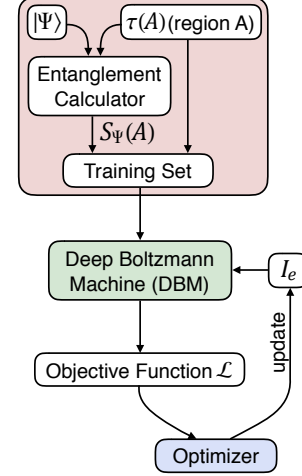 |Ψ⟩
τ(A) (region A)
Entanglement
Calculator
S_Ψ(A)
Training Set
Deep Boltzmann
Machine (DBM)
I_e
update
Objective Function ℒ
Optimizer